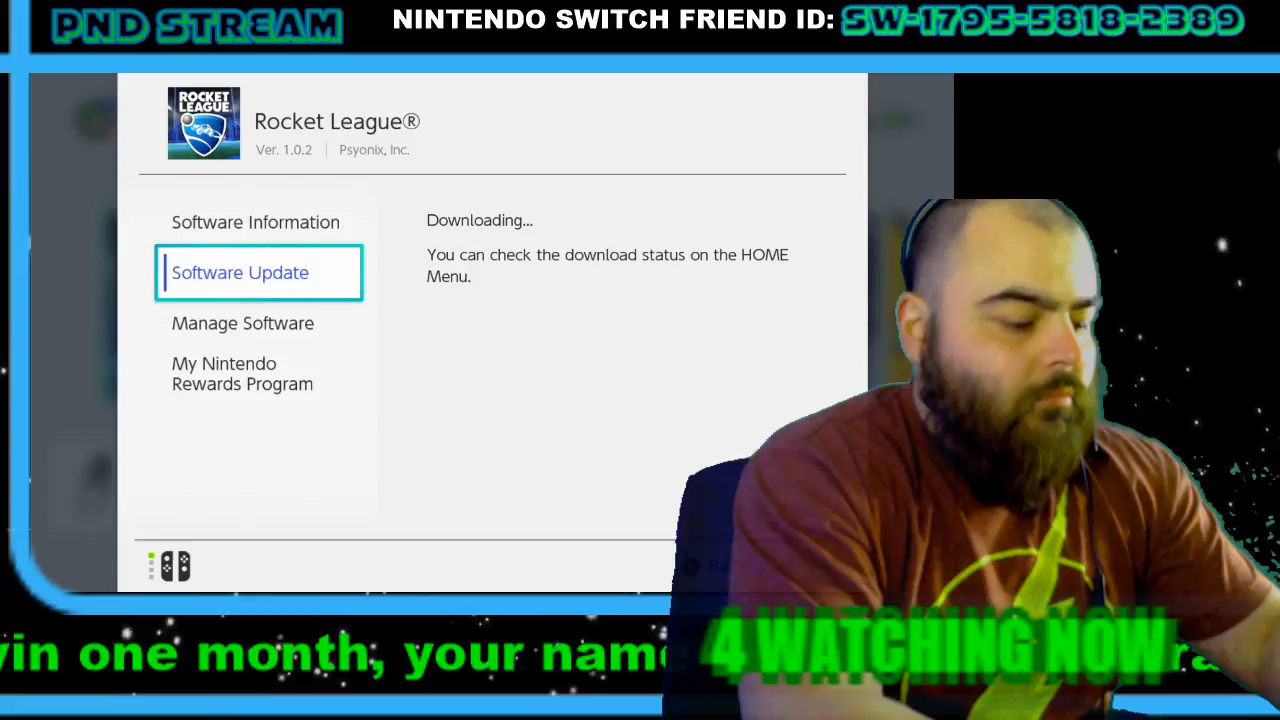 PND STREAM
NINTENDO SWITCH FRIEND ID: SW-1795-5818-2389
ROCKET
LEAGUE
Rocket League®
Ver. 1.0.2 | Psyonix, Inc.
Software Information
Software Update
Manage Software
My Nintendo
Rewards Program
Downloading...
You can check the download status on the HOME
Menu.
one month, your name
4 WATCHING NOW